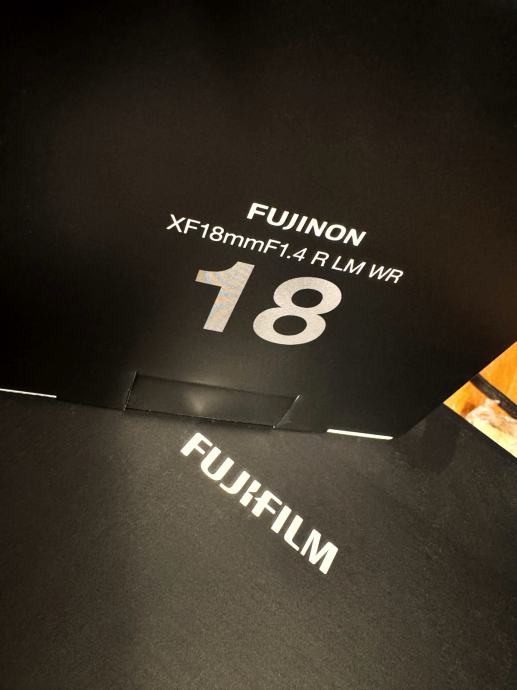 FUJINON
XF18mmF1.4 R LM WR
18
FUJIFILM